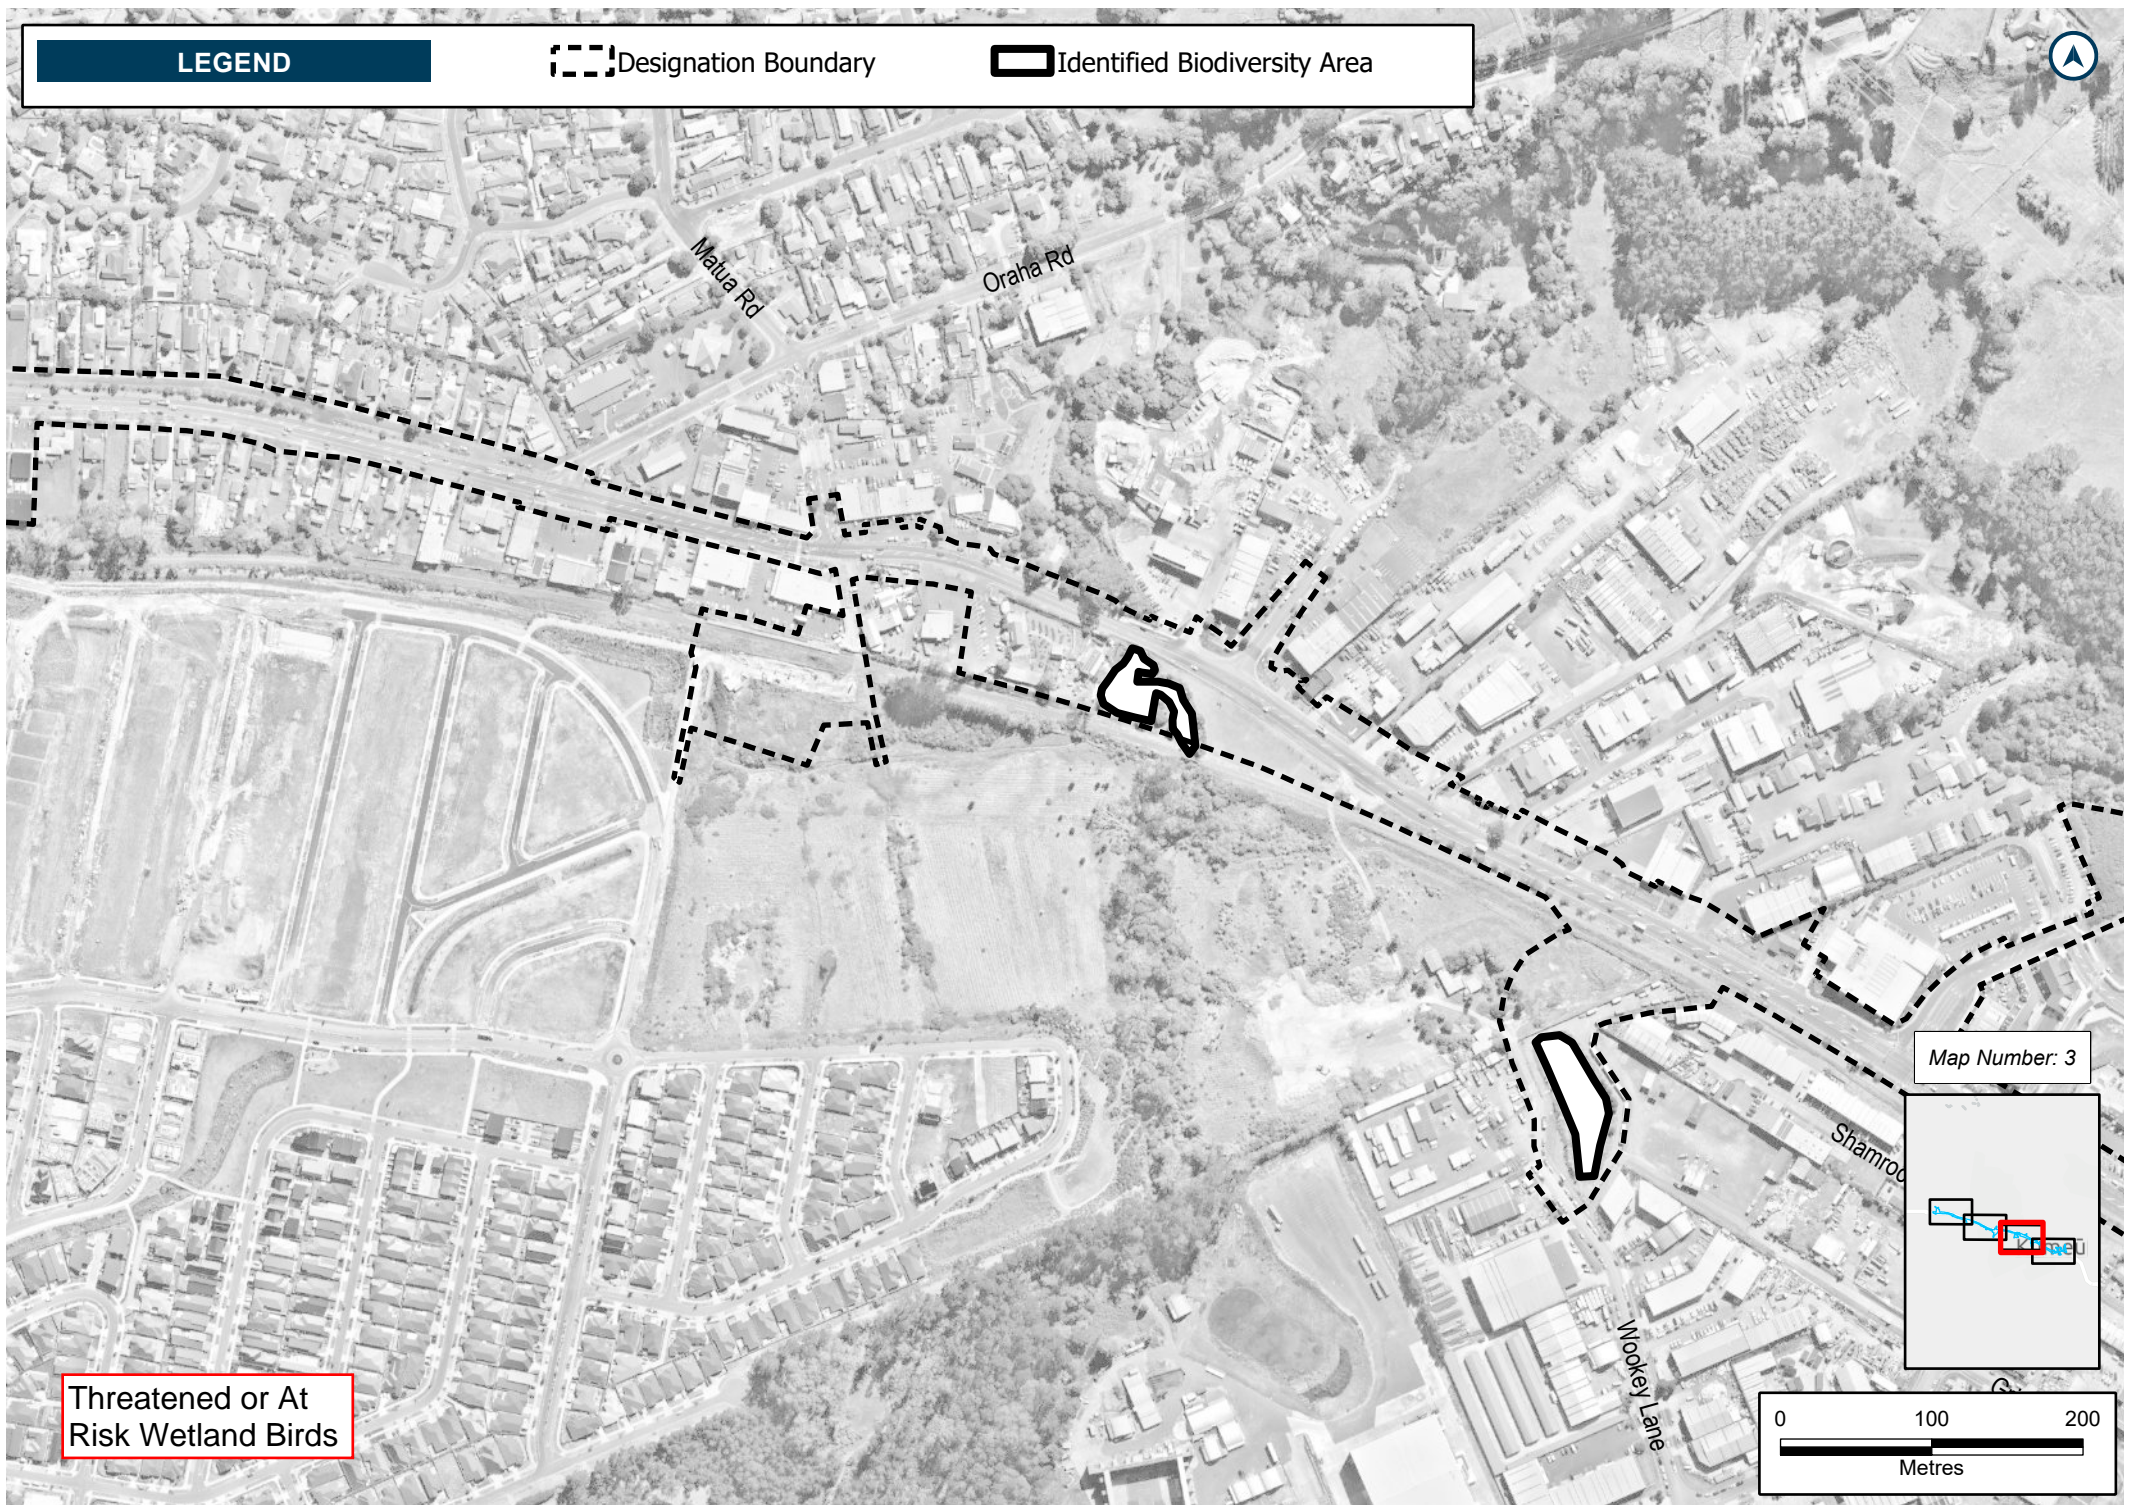 LEGEND
Designation Boundary
Identified Biodiversity Area
Matua Rd
Oraha Rd
Map Number: 3
Wookey Lane
Threatened or At
Risk Wetland Birds
0 100 200
Metres